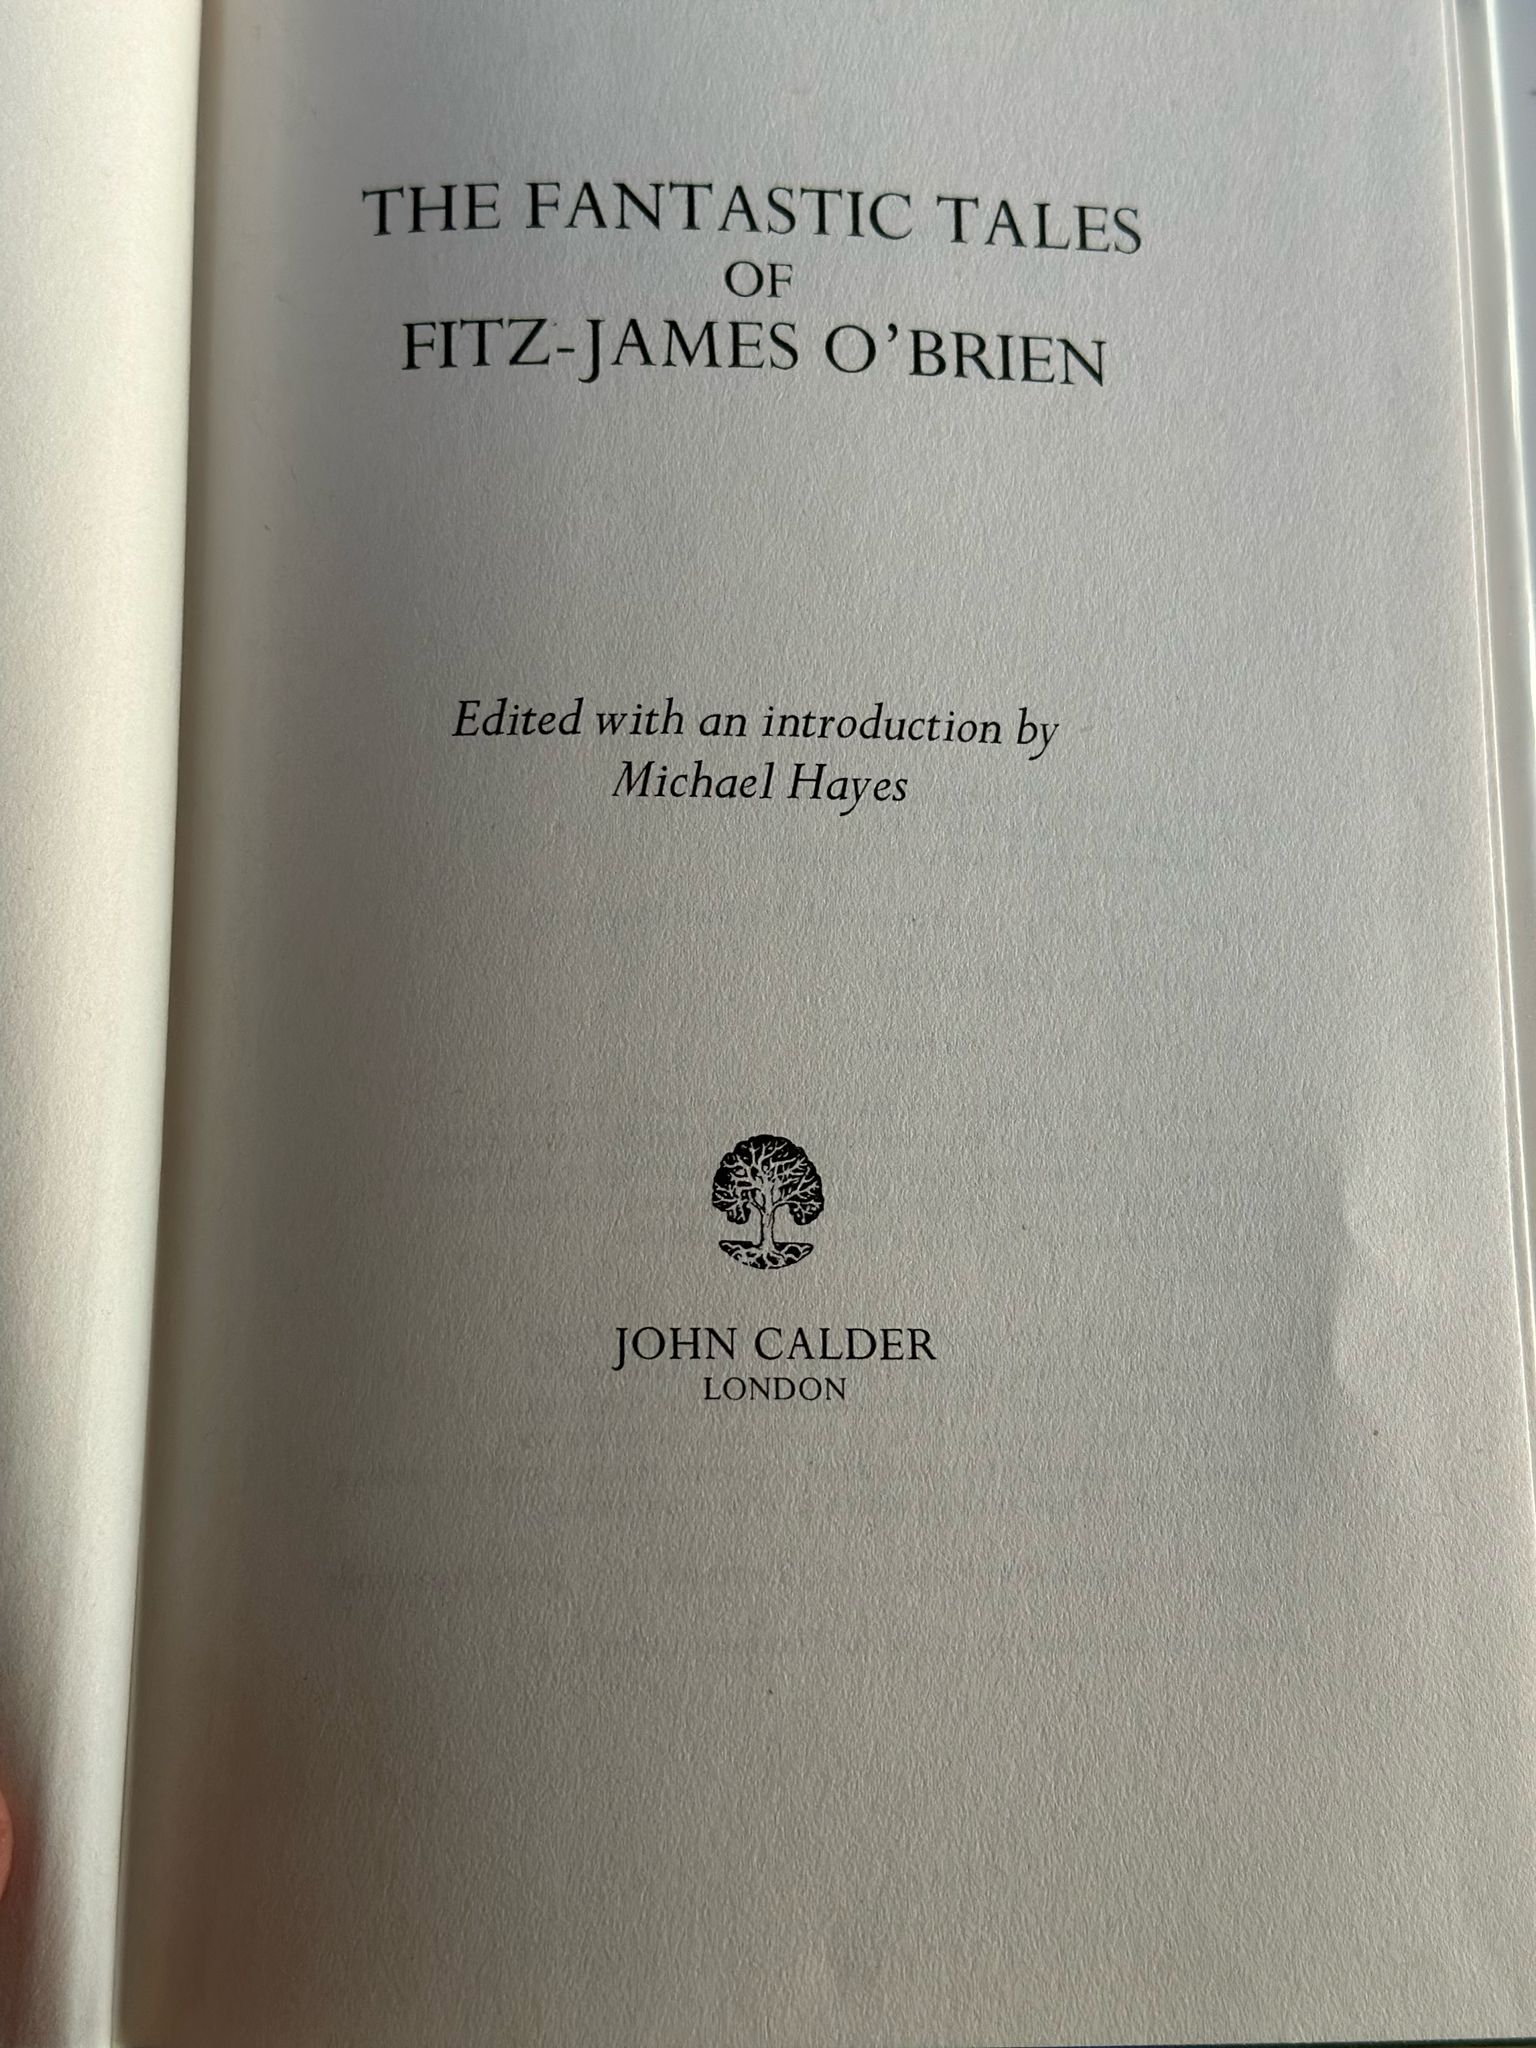 THE FANTASTIC TALES
OF
FITZ-JAMES O'BRIEN
Edited with an introduction by
Michael Hayes
JOHN CALDER
LONDON